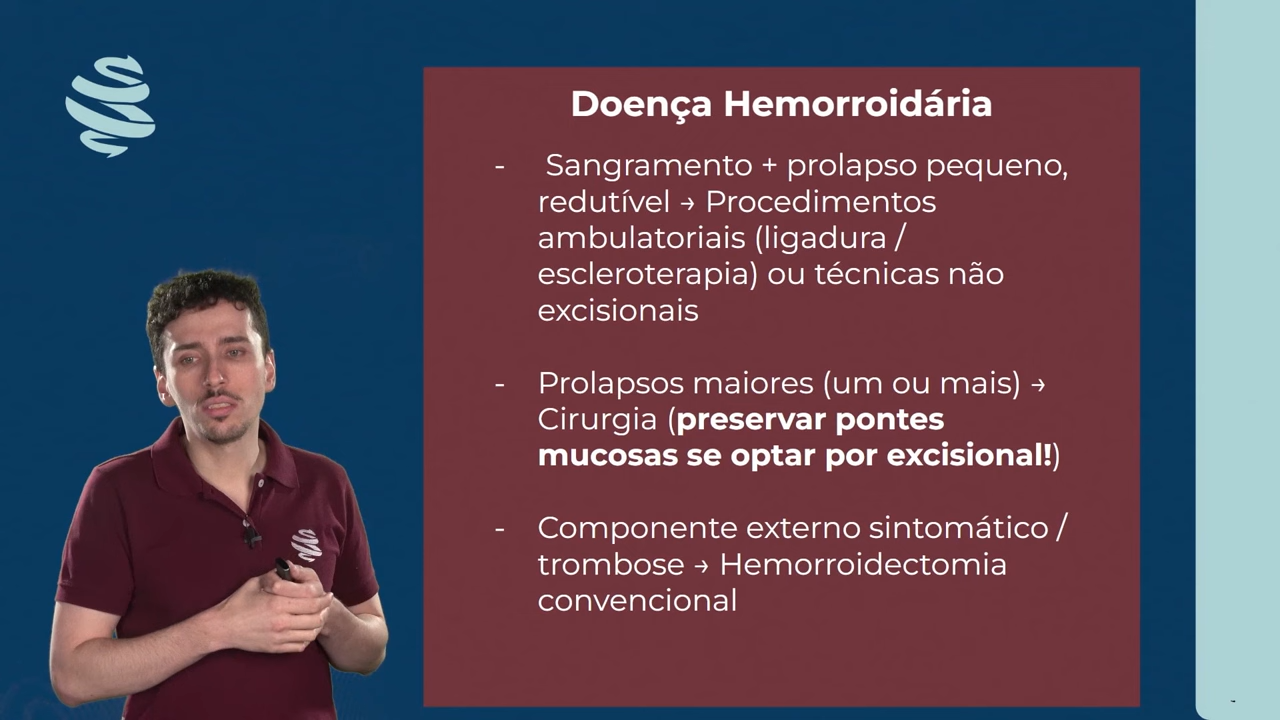 Doença Hemorroidária
- Sangramento + prolapso pequeno,
redutível → Procedimentos
ambulatoriais (ligadura /
escleroterapia) ou técnicas não
excisionais
- Prolapsos maiores (um ou mais) →
Cirurgia (preservar pontes
mucosas se optar por excisional!)
- Componente externo sintomático /
trombose → Hemorroidectomia
convencional